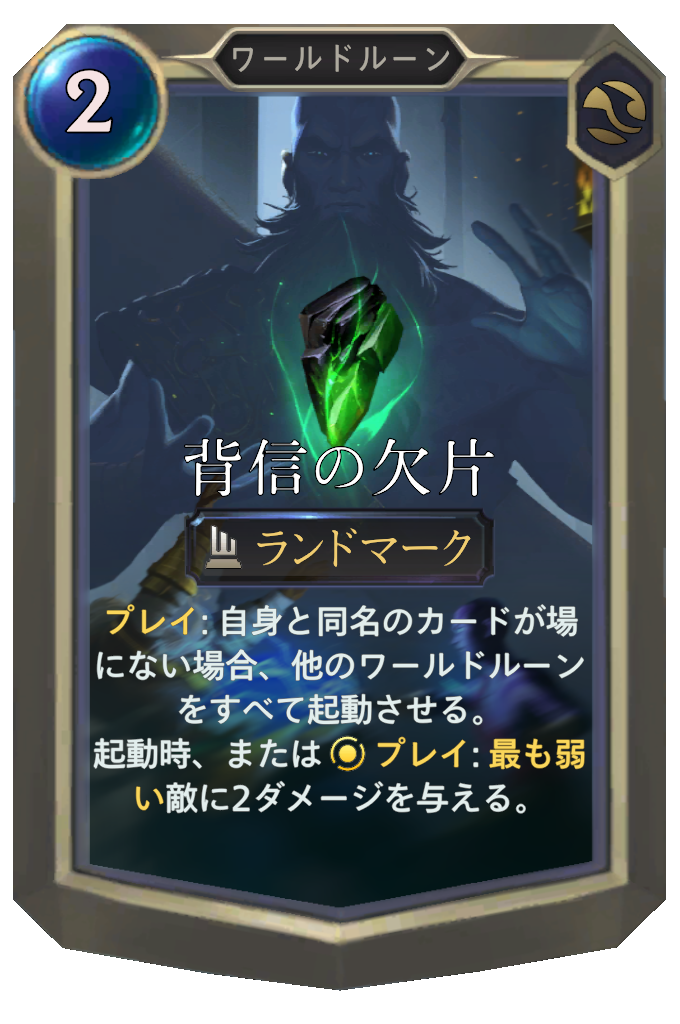 ワールドルーン
2
背信の欠片
ランドマーク
プレイ: 自身と同名のカードが場
にない場合、他のワールドルーン
をすべて起動させる。
起動時、または プレイ: 最も弱
い敵に2ダメージを与える。